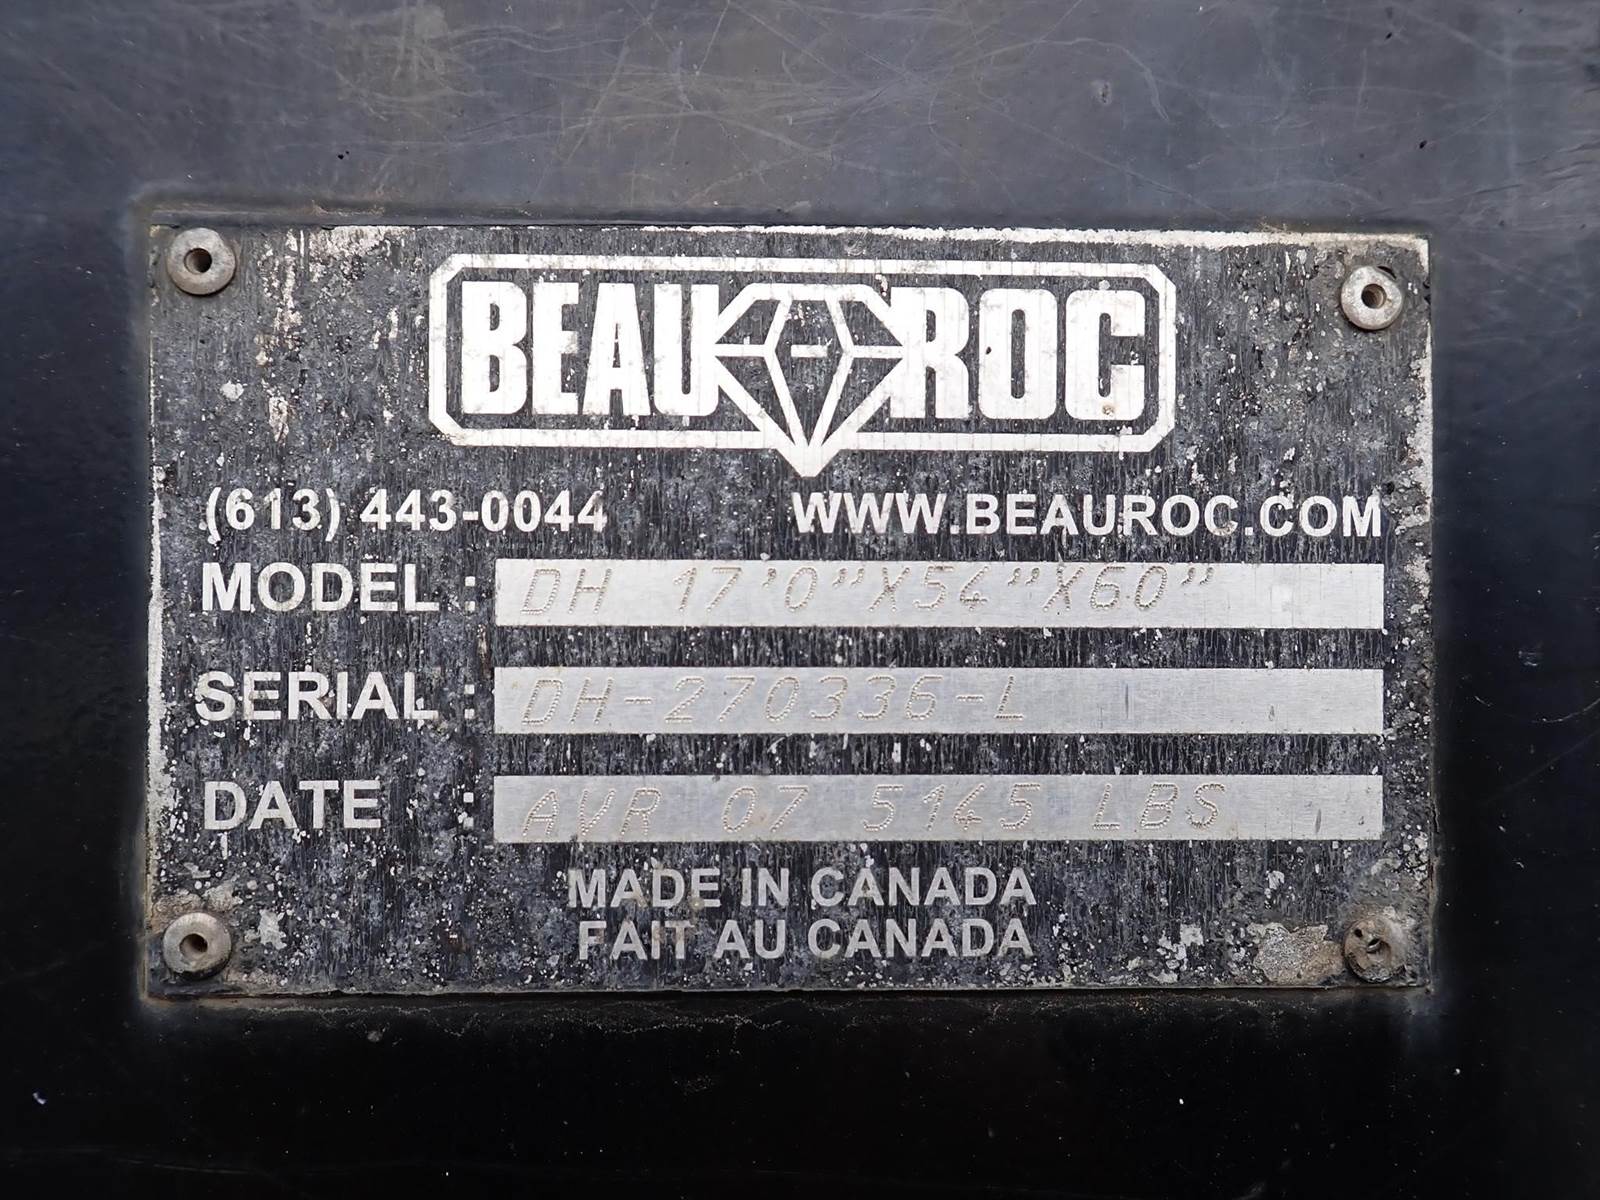 BEAU-ROC
(613) 443-0044 WWW.BEAUROC.COM
MODEL : DH 17'0"X54"X60"
SERIAL : DH-270336-L
DATE : AVR 07 5145 LBS
MADE IN CANADA
FAIT AU CANADA